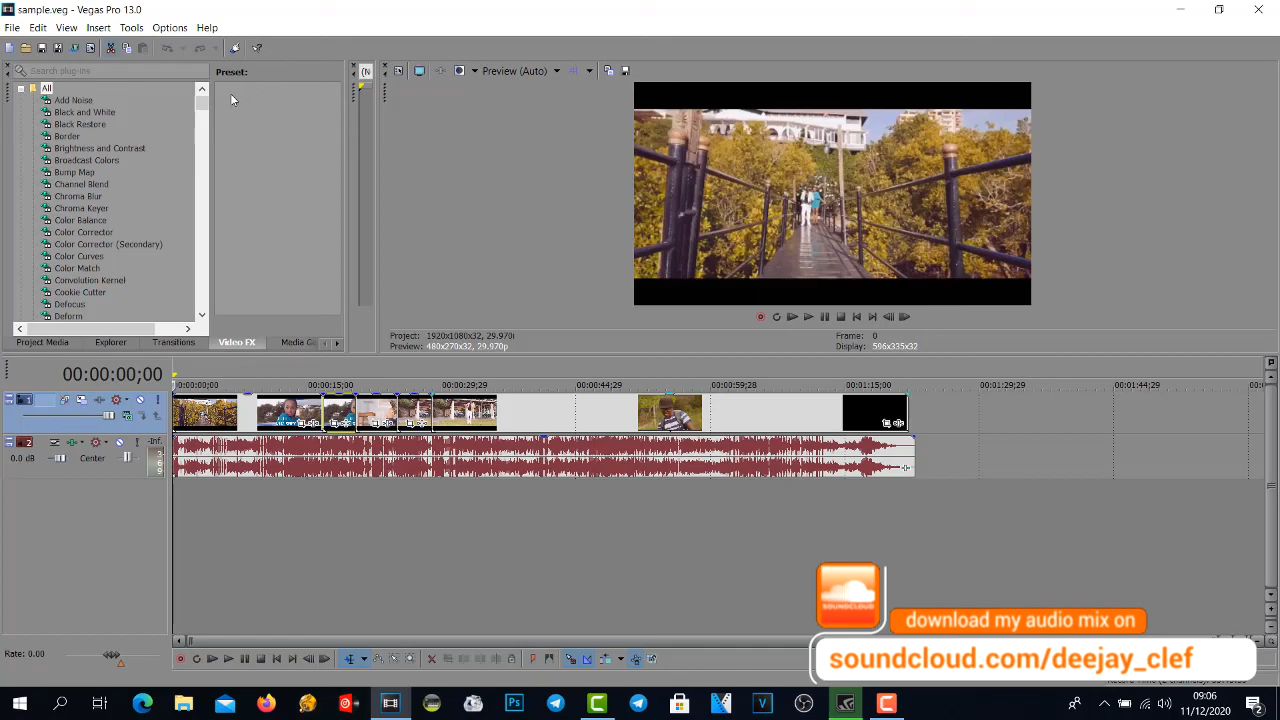 sample.veg - Vegas Pro 13.0
File Edit View Insert Tools Options Help
Search plug-ins
Preset:
Preview (Auto)
All
Add Noise
Black and White
Black Restore
Border
Brightness and Contrast
Broadcast Colors
Bump Map
Channel Blend
Chroma Blur
Chroma Keyer
Color Balance
Color Corrector
Color Corrector (Secondary)
Color Curves
Color Match
Convolution Kernel
Cookie Cutter
Defocus
Deform
Project: 1920x1080x32, 29.970i
Preview: 480x270x32, 29.970p
Frame: 0
Display: 596x335x32
Project Media Explorer Transitions Video FX Media G
00:00:00;00
00:00:00;00 00:00:15;00 00:00:29;29 00:00:44;29 00:00:59;28 00:01:15;00 00:01:29;29 00:01:44;29
1
2
-Inf.
0.0 dB Center
SOUNDCLOUD
download my audio mix on
soundcloud.com/deejay_clef
Rate: 0.00
09:06
11/12/2020